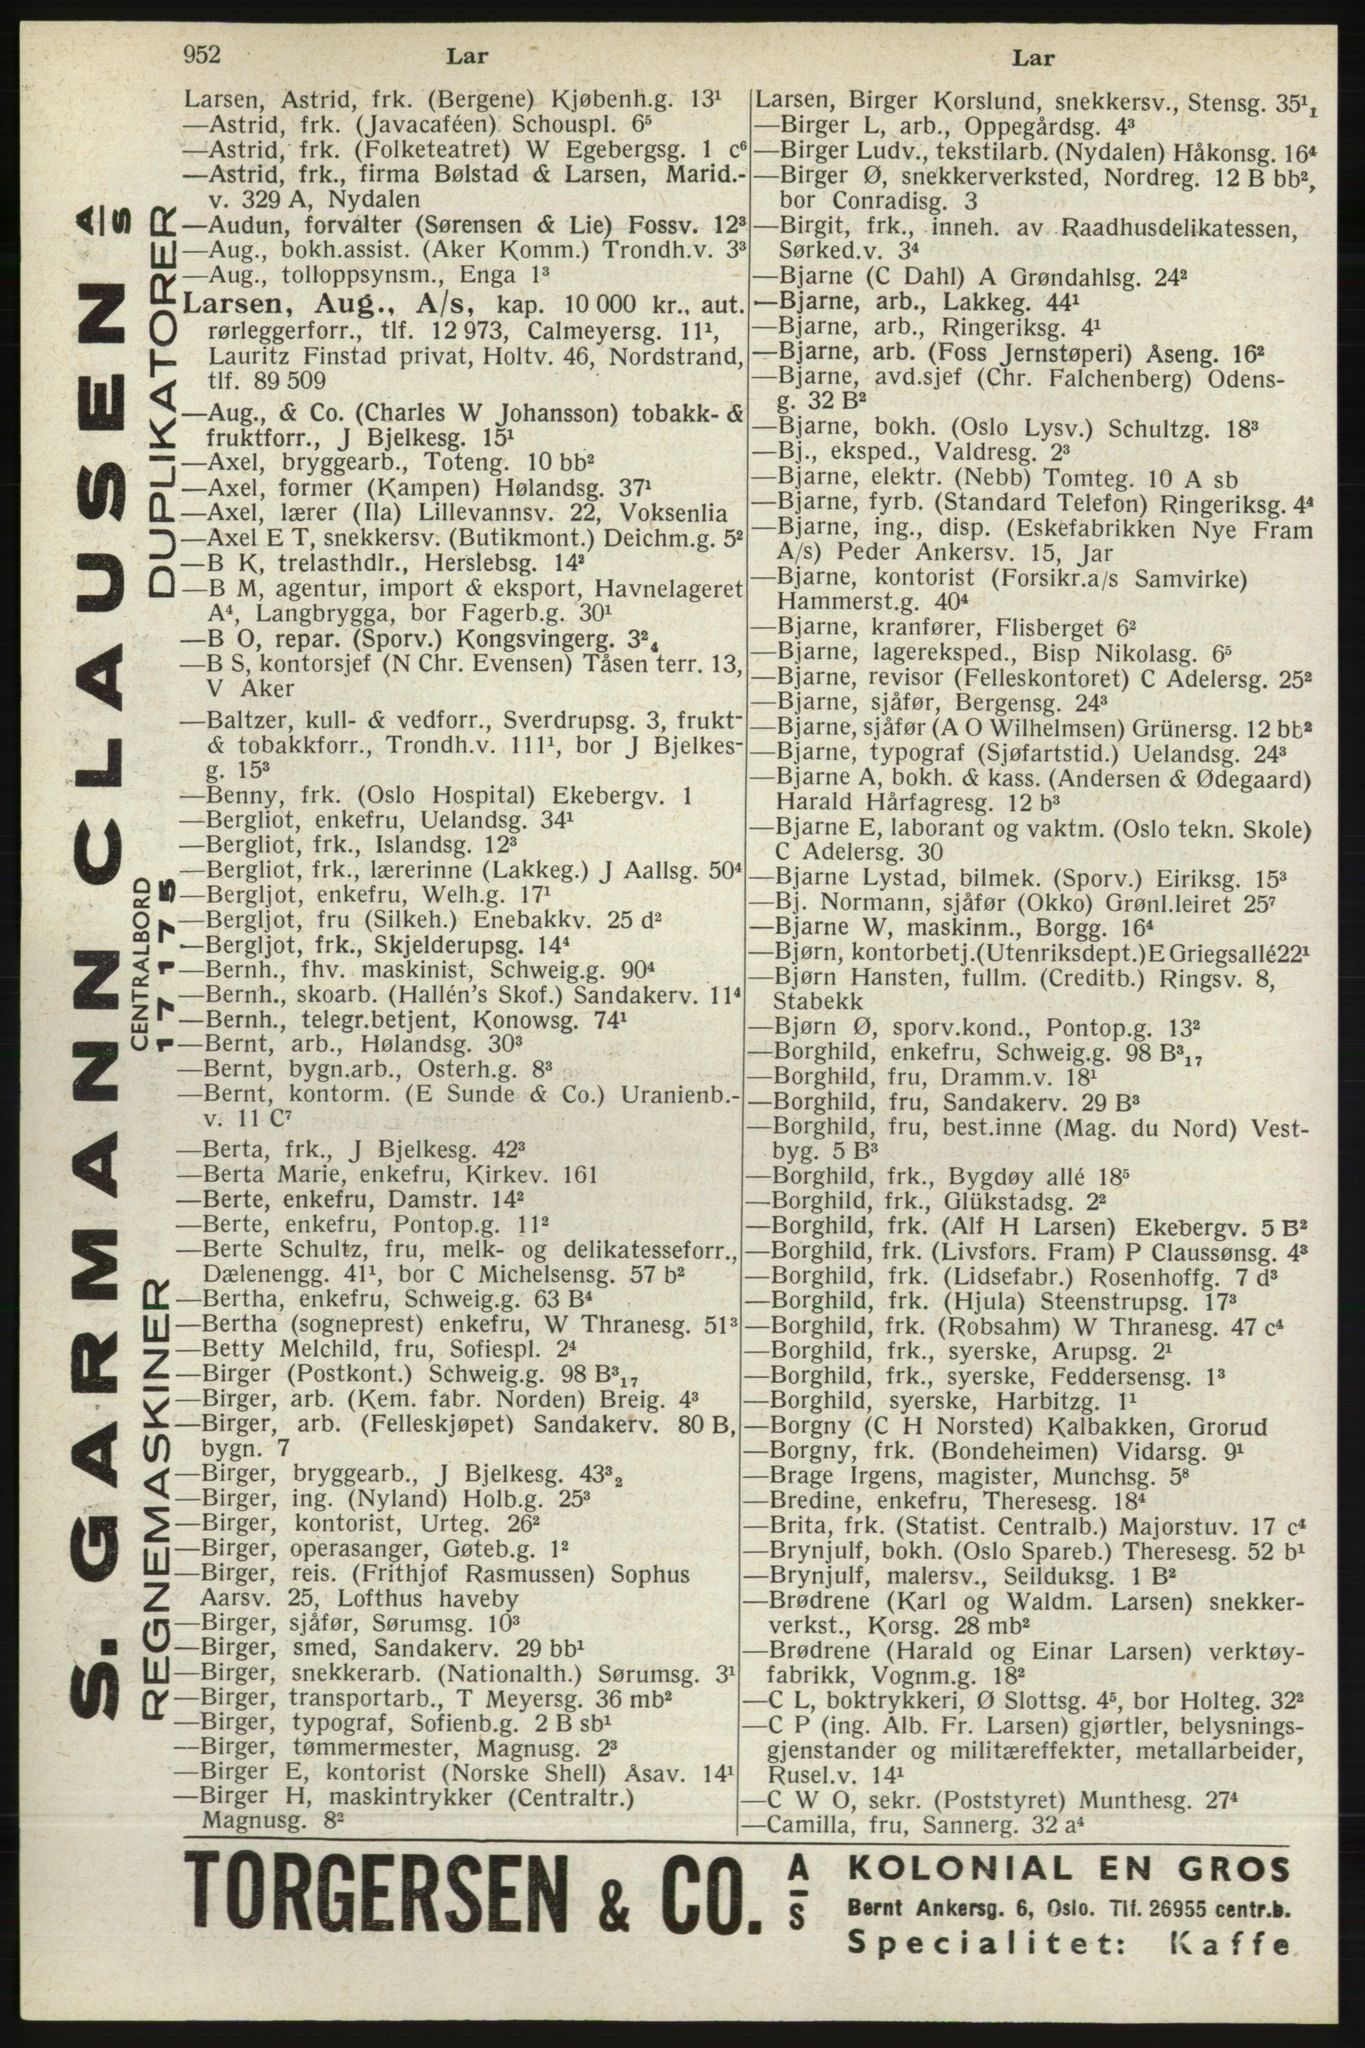 952 Lar
Larsen, Astrid, frk. (Bergene) Kjøbenh.g. 13¹
—Astrid, frk. (Javacaféen) Schouspl. 6⁵
—Astrid, frk. (Folketeatret) W Egebergsg. 1 c⁶
—Astrid, frk., firma Bølstad & Larsen, Marid.-
v. 329 A, Nydalen
—Audun, forvalter (Sørensen & Lie) Fossv. 12³
—Aug., bokh.assist. (Aker Komm.) Trondh.v. 3³
—Aug., tolloppsynsm., Enga 1³
Larsen, Aug., A/s, kap. 10 000 kr., aut.
rørleggerforr., tlf. 12 973, Calmeyersg. 11¹,
Lauritz Finstad privat, Holtv. 46, Nordstrand,
tlf. 89 509
—Aug., & Co. (Charles W Johansson) tobakk- &
fruktforr., J Bjelkesg. 15¹
—Axel, bryggearb., Toteng. 10 bb²
—Axel, former (Kampen) Hølandsg. 37¹
—Axel, lærer (Ila) Lillevannsv. 22, Voksenlia
—Axel E T, snekkersv. (Butikmont.) Deichm.g. 5²
—B K, trelasthdlr., Herslebsg. 14²
—B M, agentur, import & eksport, Havnelageret
A⁴, Langbrygga, bor Fagerb.g. 30¹
—B O, repar. (Sporv.) Kongsvingerg. 3²₄
—B S, kontorsjef (N Chr. Evensen) Tåsen terr. 13,
V Aker
—Baltzer, kull- & vedforr., Sverdrupsg. 3, frukt-
& tobakkforr., Trondh.v. 111¹, bor J Bjelkes-
g. 15³
—Benny, frk. (Oslo Hospital) Ekebergv. 1
—Bergliot, enkefru, Uelandsg. 34¹
—Bergliot, frk., Islandsg. 12³
—Bergliot, frk., lærerinne (Lakkeg.) J Aallsg. 50⁴
—Bergljot, enkefru, Welh.g. 17¹
—Bergljot, fru (Silkeh.) Enebakkv. 25 d²
—Bergljot, frk., Skjelderupsg. 14⁴
—Bernh., fhv. maskinist, Schweig.g. 90⁴
—Bernh., skoarb. (Hallén's Skof.) Sandakerv. 11⁴
—Bernh., telegr.betjent, Konowsg. 74¹
—Bernt, arb., Hølandsg. 30³
—Bernt, bygn.arb., Osterh.g. 8³
—Bernt, kontorm. (E Sunde & Co.) Uranienb.-
v. 11 C⁷
—Berta, frk., J Bjelkesg. 42³
—Berta Marie, enkefru, Kirkev. 161
—Berte, enkefru, Damstr. 14²
—Berte, enkefru, Pontop.g. 11²
—Berte Schultz, fru, melk- og delikatesseforr.,
Dælenengg. 41¹, bor C Michelsensg. 57 b²
—Bertha, enkefru, Schweig.g. 63 B⁴
—Bertha (sogneprest) enkefru, W Thranesg. 51³
—Betty Melchild, fru, Sofiespl. 2⁴
—Birger (Postkont.) Schweig.g. 98 B³₁₇
—Birger, arb. (Kem. fabr. Norden) Breig. 4³
—Birger, arb. (Felleskjøpet) Sandakerv. 80 B,
bygn. 7
—Birger, bryggearb., J Bjelkesg. 43³₂
—Birger, ing. (Nyland) Holb.g. 25³
—Birger, kontorist, Urteg. 26²
—Birger, operasanger, Gøteb.g. 1²
—Birger, reis. (Frithjof Rasmussen) Sophus
Aarsv. 25, Lofthus haveby
—Birger, sjåfør, Sørumsg. 10³
—Birger, smed, Sandakerv. 29 bb¹
—Birger, snekkerarb. (Nationalth.) Sørumsg. 3¹
—Birger, transportarb., T Meyersg. 36 mb²
—Birger, typograf, Sofienb.g. 2 B sb¹
—Birger, tømmermester, Magnusg. 2³
—Birger E, kontorist (Norske Shell) Åsav. 14¹
—Birger H, maskintrykker (Centraltr.)
Magnusg. 8²
Lar
Larsen, Birger Korslund, snekkersv., Stensg. 35¹₁
—Birger L, arb., Oppegårdsg. 4³
—Birger Ludv., tekstilarb. (Nydalen) Håkonsg. 16⁴
—Birger Ø, snekkerverksted, Nordreg. 12 B bb²,
bor Conradisg. 3
—Birgit, frk., inneh. av Raadhusdelikatessen,
Sørked.v. 3⁴
—Bjarne (C Dahl) A Grøndahlsg. 24²
—Bjarne, arb., Lakkeg. 44¹
—Bjarne, arb., Ringeriksg. 4¹
—Bjarne, arb. (Foss Jernstøperi) Åseng. 16²
—Bjarne, avd.sjef (Chr. Falchenberg) Odens-
g. 32 B²
—Bjarne, bokh. (Oslo Lysv.) Schultzg. 18³
—Bj., eksped., Valdresg. 2³
—Bjarne, elektr. (Nebb) Tomteg. 10 A sb
—Bjarne, fyrb. (Standard Telefon) Ringeriksg. 4⁴
—Bjarne, ing., disp. (Eskefabrikken Nye Fram
A/s) Peder Ankersv. 15, Jar
—Bjarne, kontorist (Forsikr.a/s Samvirke)
Hammerst.g. 40⁴
—Bjarne, kranfører, Flisberget 6²
—Bjarne, lagereksped., Bisp Nikolasg. 6⁵
—Bjarne, revisor (Felleskontoret) C Adelersg. 25²
—Bjarne, sjåfør, Bergensg. 24³
—Bjarne, sjåfør (A O Wilhelmsen) Grünersg. 12 bb²
—Bjarne, typograf (Sjøfartstid.) Uelandsg. 24³
—Bjarne A, bokh. & kass. (Andersen & Ødegaard)
Harald Hårfagresg. 12 b³
—Bjarne E, laborant og vaktm. (Oslo tekn. Skole)
C Adelersg. 30
—Bjarne Lystad, bilmek. (Sporv.) Eiriksg. 15³
—Bj. Normann, sjåfør (Okko) Grønl.leiret 25⁷
—Bjarne W, maskinm., Borgg. 16⁴
—Bjørn, kontorbetj.(Utenriksdept.)E Griegsallé22¹
—Bjørn Hansten, fullm. (Creditb.) Ringsv. 8,
Stabekk
—Bjørn Ø, sporv.kond., Pontop.g. 13²
—Borghild, enkefru, Schweig.g. 98 B³₁₇
—Borghild, fru, Dramm.v. 18¹
—Borghild, fru, Sandakerv. 29 B³
—Borghild, fru, best.inne (Mag. du Nord) Vest-
byg. 5 B³
—Borghild, frk., Bygdøy allé 18⁵
—Borghild, frk., Glükstadsg. 2²
—Borghild, frk. (Alf H Larsen) Ekebergv. 5 B²
—Borghild, frk. (Livsfors. Fram) P Claussønsg. 4³
—Borghild, frk. (Lidsefabr.) Rosenhoffg. 7 d³
—Borghild, frk. (Hjula) Steenstrupsg. 17³
—Borghild, frk. (Robsahm) W Thranesg. 47 c⁴
—Borghild, frk., syerske, Arupsg. 2¹
—Borghild, frk., syerske, Feddersensg. 1³
—Borghild, syerske, Harbitzg. 1¹
—Borgny (C H Norsted) Kalbakken, Grorud
—Borgny, frk. (Bondeheimen) Vidarsg. 9¹
—Brage Irgens, magister, Munchsg. 5⁸
—Bredine, enkefru, Theresesg. 18⁴
—Brita, frk. (Statist. Centralb.) Majorstuv. 17 c⁴
—Brynjulf, bokh. (Oslo Spareb.) Theresesg. 52 b¹
—Brynjulf, malersv., Seilduksg. 1 B²
—Brødrene (Karl og Waldm. Larsen) snekker-
verkst., Korsg. 28 mb²
—Brødrene (Harald og Einar Larsen) verktøy-
fabrikk, Vognm.g. 18²
—C L, boktrykkeri, Ø Slottsg. 4⁵, bor Holteg. 32²
—C P (ing. Alb. Fr. Larsen) gjørtler, belysnings-
gjenstander og militæreffekter, metallarbeider,
Rusel.v. 14¹
—C W O, sekr. (Poststyret) Munthesg. 27⁴
—Camilla, fru, Sannerg. 32 a⁴
S. GARMANN CLAUSEN A/S
REGNEMASKINER CENTRALBORD DUPLIKATORER
171175
TORGERSEN & CO. A/S
KOLONIAL EN GROS
Bernt Ankersg. 6, Oslo. Tlf. 26955 centr.b.
Specialitet: Kaffe